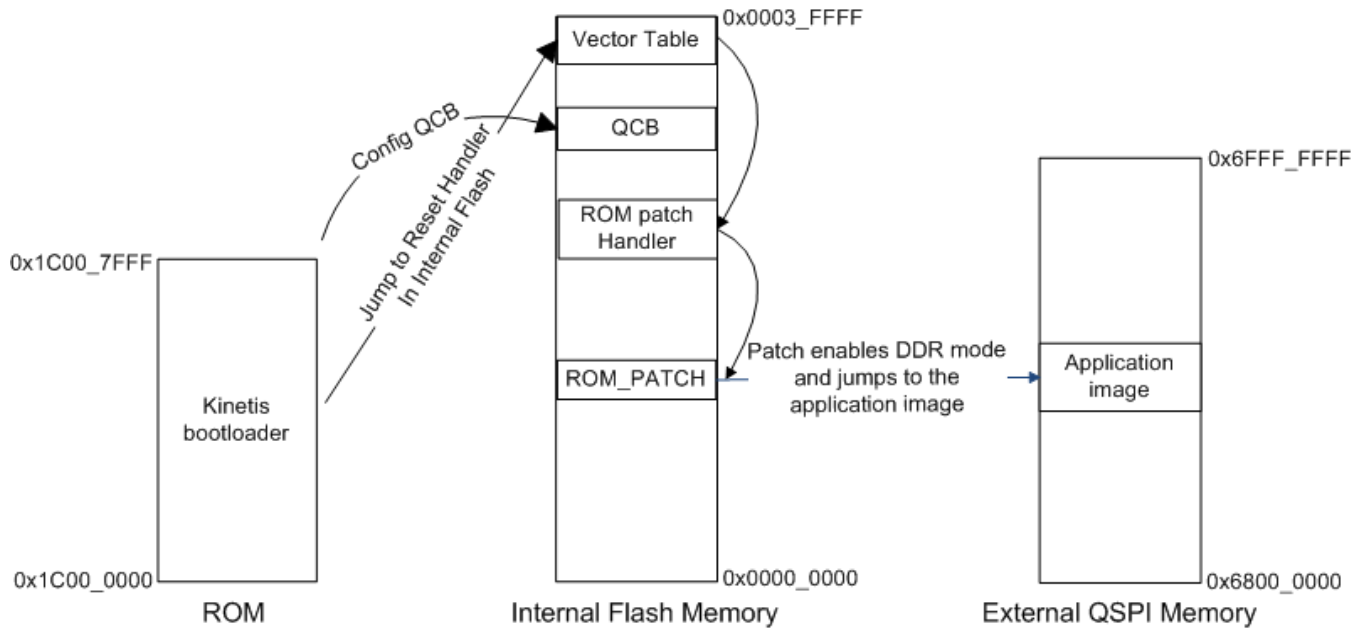 0x0003_FFFF
Vector Table
Config QCB
QCB
Jump to Reset Handler
In Internal Flash
0x6FFF_FFFF
ROM patch
Handler
0x1C00_7FFF
Kinetis
bootloader
ROM_PATCH
Patch enables DDR mode
and jumps to the
application image
Application
image
0x1C00_0000
0x0000_0000
0x6800_0000
ROM
Internal Flash Memory
External QSPI Memory